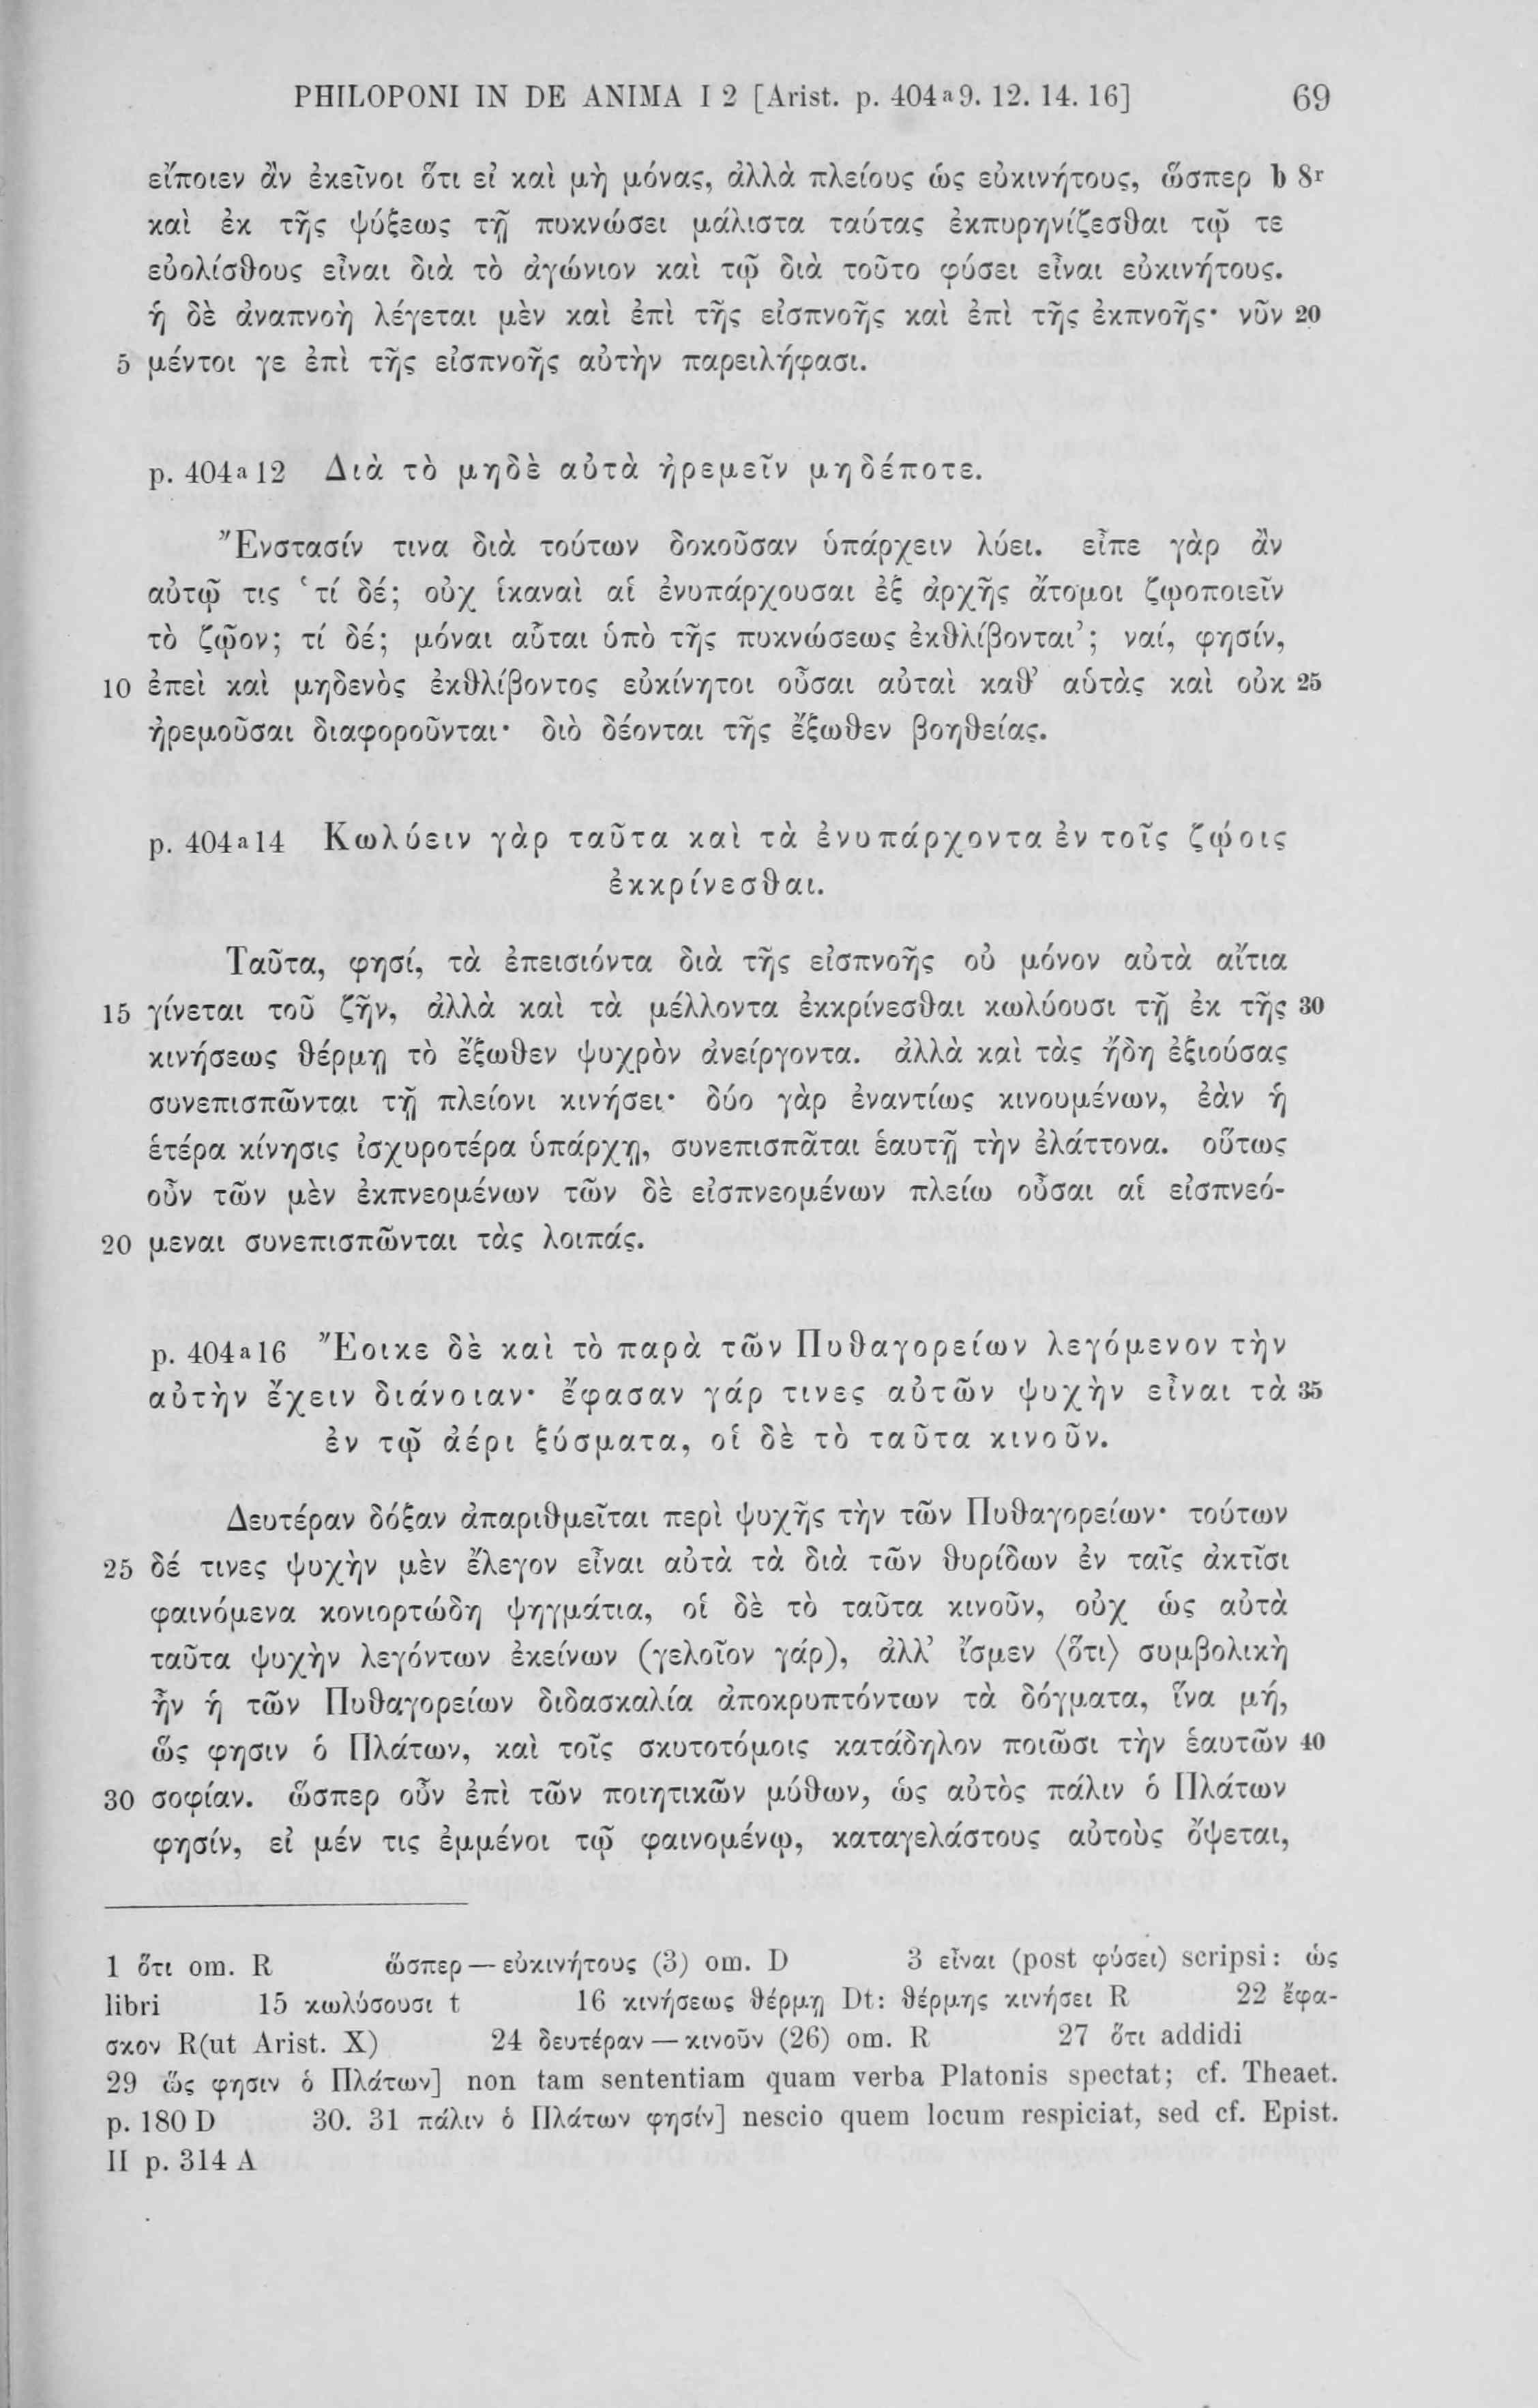 PHILOPONI IN DE ANIMA I 2 [Arist. p. 404ᵃ9. 12. 14. 16] 69
εἴποιεν ἂν ἐκεῖνοι ὅτι εἰ καὶ μὴ μόνας, ἀλλὰ πλείους ὡς εὐκινήτους, ὥσπερ b 8ʳ
καὶ ἐκ τῆς ψύξεως τῇ πυκνώσει μάλιστα ταύτας ἐκπυρηνίζεσθαι τῷ τε
εὐολίσθους εἶναι διὰ τὸ ἀγώνιον καὶ τῷ διὰ τοῦτο φύσει εἶναι εὐκινήτους.
ἡ δὲ ἀναπνοὴ λέγεται μὲν καὶ ἐπὶ τῆς εἰσπνοῆς καὶ ἐπὶ τῆς ἐκπνοῆς· νῦν 20
5 μέντοι γε ἐπὶ τῆς εἰσπνοῆς αὐτὴν παρειλήφασι.
p. 404ᵃ12 Διὰ τὸ μηδὲ αὐτὰ ἠρεμεῖν μηδέποτε.
Ἔνστασίν τινα διὰ τούτων δοκοῦσαν ὑπάρχειν λύει. εἶπε γὰρ ἂν
αὐτῷ τις ‘τί δέ; οὐχ ἱκαναὶ αἱ ἐνυπάρχουσαι ἐξ ἀρχῆς ἄτομοι ζῳοποιεῖν
τὸ ζῷον; τί δέ; μόναι αὗται ὑπὸ τῆς πυκνώσεως ἐκθλίβονται’; ναί, φησίν,
10 ἐπεὶ καὶ μηδενὸς ἐκθλίβοντος εὐκίνητοι οὖσαι αὐταὶ καθ’ αὑτὰς καὶ οὐκ 25
ἠρεμοῦσαι διαφοροῦνται· διὸ δέονται τῆς ἔξωθεν βοηθείας.
p. 404ᵃ14 Κωλύειν γὰρ ταῦτα καὶ τὰ ἐνυπάρχοντα ἐν τοῖς ζῴοις
ἐκκρίνεσθαι.
Ταῦτα, φησί, τὰ ἐπεισιόντα διὰ τῆς εἰσπνοῆς οὐ μόνον αὐτὰ αἴτια
15 γίνεται τοῦ ζῆν, ἀλλὰ καὶ τὰ μέλλοντα ἐκκρίνεσθαι κωλύουσι τῇ ἐκ τῆς 30
κινήσεως θέρμῃ τὸ ἔξωθεν ψυχρὸν ἀνείργοντα. ἀλλὰ καὶ τὰς ἤδη ἐξιούσας
συνεπισπῶνται τῇ πλείονι κινήσει· δύο γὰρ ἐναντίως κινουμένων, ἐὰν ἡ
ἑτέρα κίνησις ἰσχυροτέρα ὑπάρχῃ, συνεπισπᾶται ἑαυτῇ τὴν ἐλάττονα. οὕτως
οὖν τῶν μὲν ἐκπνεομένων τῶν δὲ εἰσπνεομένων πλείω οὖσαι αἱ εἰσπνεό-
20 μεναι συνεπισπῶνται τὰς λοιπάς.
p. 404ᵃ16 Ἔοικε δὲ καὶ τὸ παρὰ τῶν Πυθαγορείων λεγόμενον τὴν
αὐτὴν ἔχειν διάνοιαν· ἔφασαν γάρ τινες αὐτῶν ψυχὴν εἶναι τὰ 35
ἐν τῷ ἀέρι ξύσματα, οἱ δὲ τὸ ταῦτα κινοῦν.
Δευτέραν δόξαν ἀπαριθμεῖται περὶ ψυχῆς τὴν τῶν Πυθαγορείων· τούτων
25 δέ τινες ψυχὴν μὲν ἔλεγον εἶναι αὐτὰ τὰ διὰ τῶν θυρίδων ἐν ταῖς ἀκτῖσι
φαινόμενα κονιορτώδη ψηγμάτια, οἱ δὲ τὸ ταῦτα κινοῦν, οὐχ ὡς αὐτὰ
ταῦτα ψυχὴν λεγόντων ἐκείνων (γελοῖον γάρ), ἀλλ’ ἴσμεν ⟨ὅτι⟩ συμβολικὴ
ἦν ἡ τῶν Πυθαγορείων διδασκαλία ἀποκρυπτόντων τὰ δόγματα, ἵνα μή,
ὥς φησιν ὁ Πλάτων, καὶ τοῖς σκυτοτόμοις κατάδηλον ποιῶσι τὴν ἑαυτῶν 40
30 σοφίαν. ὥσπερ οὖν ἐπὶ τῶν ποιητικῶν μύθων, ὡς αὐτὸς πάλιν ὁ Πλάτων
φησίν, εἰ μέν τις ἐμμένοι τῷ φαινομένῳ, καταγελάστους αὐτοὺς ὄψεται,
1 ὅτι om. R ὥσπερ — εὐκινήτους (3) om. D 3 εἶναι (post φύσει) scripsi: ὡς
libri 15 κωλύσουσι t 16 κινήσεως θέρμῃ Dt: θέρμης κινήσει R 22 ἔφα-
σκον R(ut Arist. X) 24 δευτέραν — κινοῦν (26) om. R 27 ὅτι addidi
29 ὥς φησιν ὁ Πλάτων] non tam sententiam quam verba Platonis spectat; cf. Theaet.
p. 180 D 30. 31 πάλιν ὁ Πλάτων φησίν] nescio quem locum respiciat, sed cf. Epist.
II p. 314 A